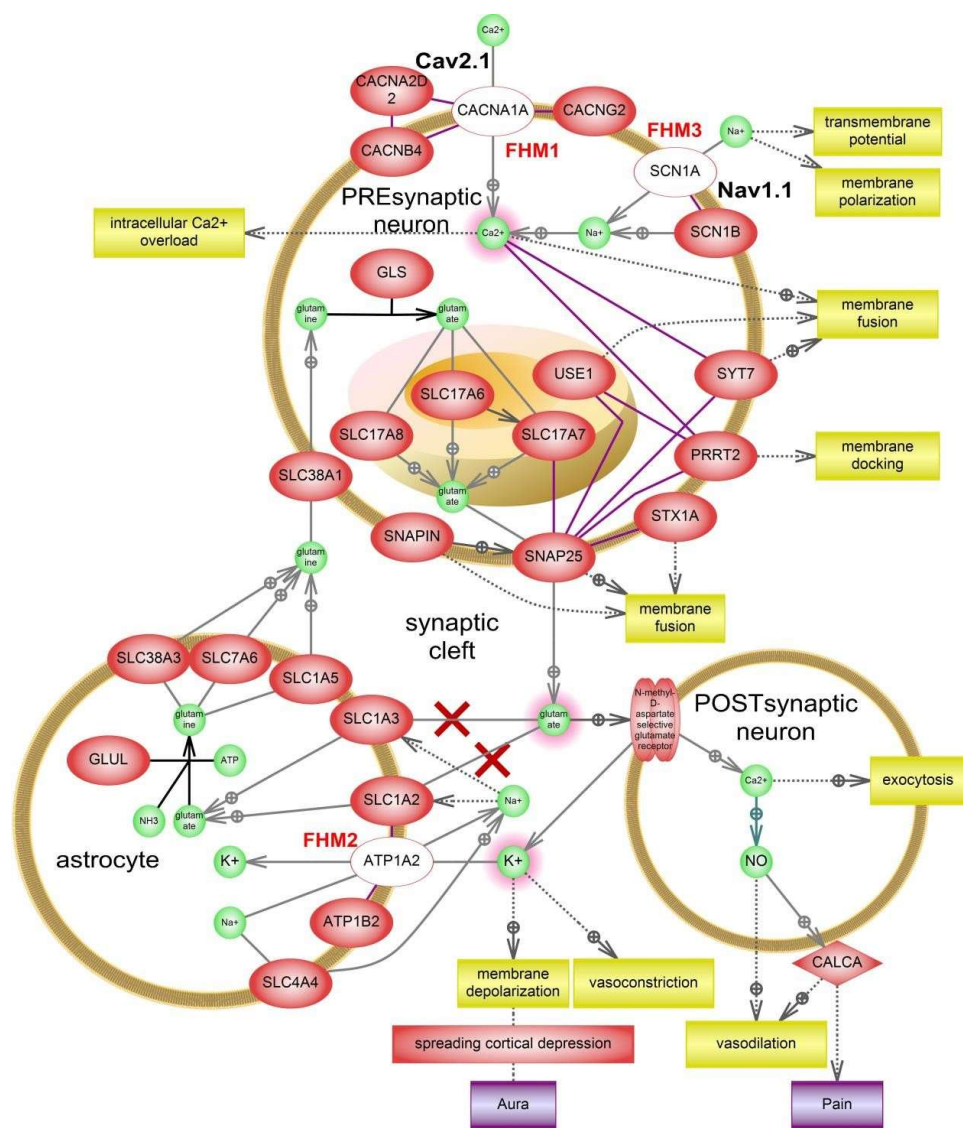 Ca2+
Cav2.1
CACNA2D
2
CACNA1A
CACNG2
CACNB4
FHM1
FHM3
Na+
transmembrane
potential
SCN1A
Nav1.1
membrane
polarization
PREsynaptic
neuron
intracellular Ca2+
overload
Ca2+
Na+
SCN1B
GLS
glutam
ine
glutam
ate
membrane
fusion
USE1
SYT7
SLC17A6
SLC17A8
SLC17A7
PRRT2
membrane
docking
SLC38A1
glutam
ate
STX1A
SNAPIN
SNAP25
glutam
ine
membrane
fusion
synaptic
cleft
SLC38A3
SLC7A6
SLC1A5
SLC1A3
glutam
ine
glutam
ate
N-methyl-
D-
aspartate
selective
glutamate
receptor
POSTsynaptic
neuron
GLUL
ATP
Ca2+
exocytosis
NH3
glutam
ate
SLC1A2
Na+
astrocyte
FHM2
K+
ATP1A2
K+
NO
Na+
ATP1B2
SLC4A4
membrane
depolarization
vasoconstriction
CALCA
spreading cortical depression
vasodilation
Aura
Pain